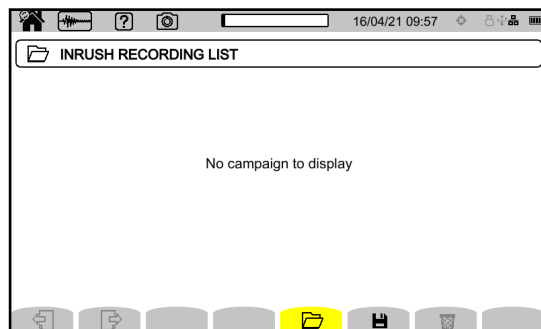 ?
16/04/21 09:57
INRUSH RECORDING LIST
No campaign to display